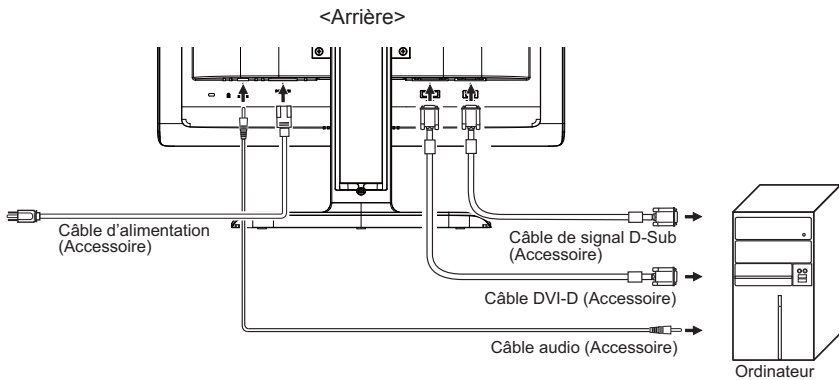 <Arrière>
Câble d'alimentation
(Accessoire)
Câble de signal D-Sub
(Accessoire)
Câble DVI-D (Accessoire)
Câble audio (Accessoire)
Ordinateur